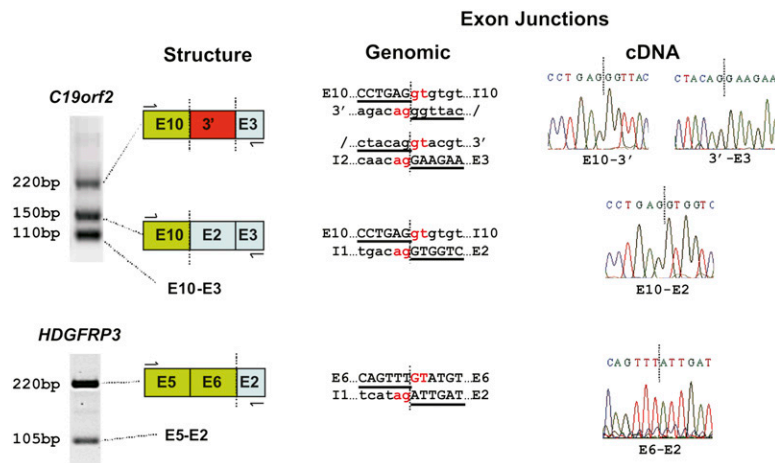 Exon Junctions
Structure Genomic cDNA
C19orf2
E10 3' E3
220bp
150bp
110bp
E10...CCTGAGgtgtgt...I10
3'...agacagggttac.../
/...ctacaggtacgt...3'
I2...caacagGAAGAA...E3
CCTGAGGGTTAC
E10-3'
CTACAGGAAGAA
3'-E3
E10 E2 E3
E10-E3
E10...CCTGAGgtgtgt...I10
I1...tgacagGTGGTC...E2
CCTGAGGTGGTC
E10-E2
HDGFRP3
220bp
105bp
E5 E6 E2
E5-E2
E6...CAGTTTGTATGT...E6
I1...tcatagATTGAT...E2
CAGTTTATTGAT
E6-E2